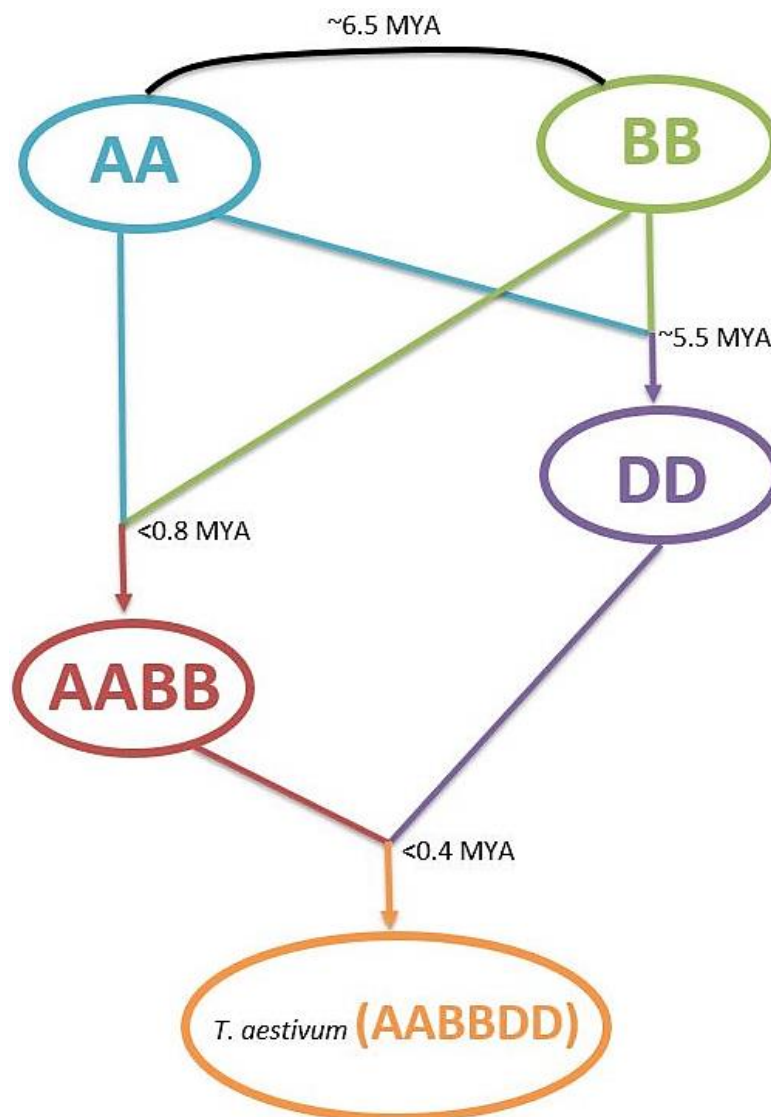 ~6.5 MYA
AA
BB
~5.5 MYA
DD
<0.8 MYA
AABB
<0.4 MYA
T. aestivum (AABBDD)